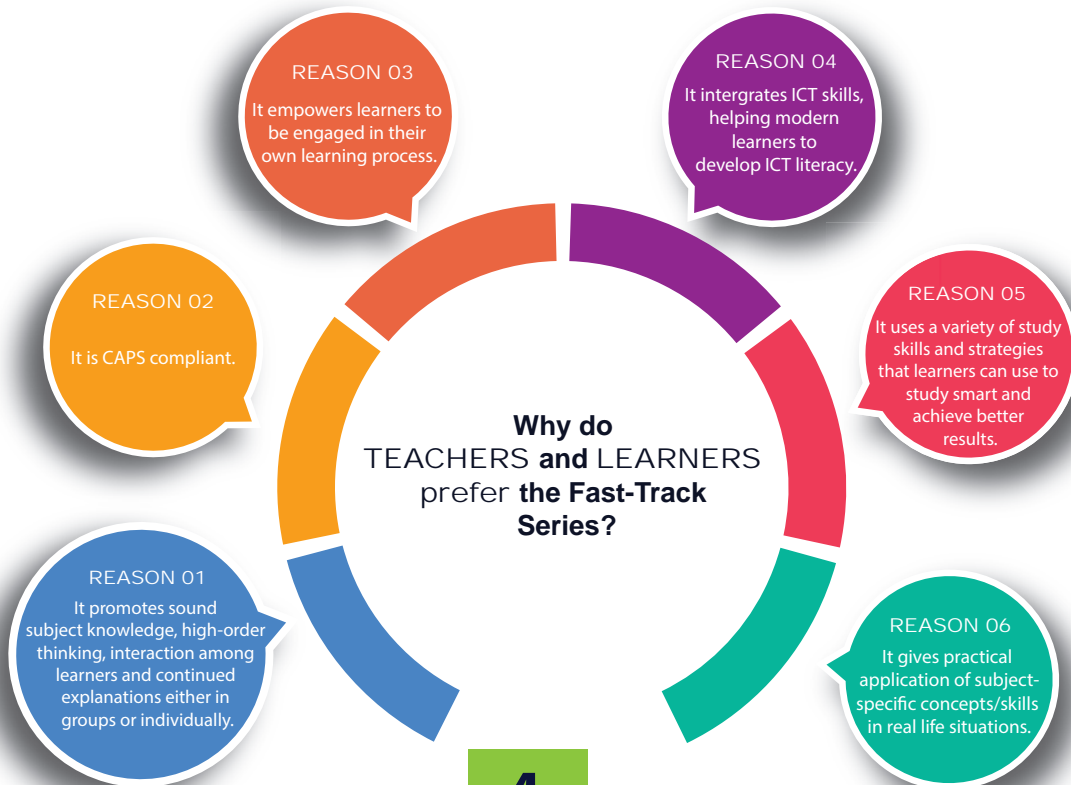 REASON 03
It empowers learners to
be engaged in their
own learning process.
REASON 04
It intergrates ICT skills,
helping modern
learners to
develop ICT literacy.
REASON 02
It is CAPS compliant.
REASON 05
It uses a variety of study
skills and strategies
that learners can use to
study smart and
achieve better
results.
Why do
TEACHERS and LEARNERS
prefer the Fast-Track
Series?
REASON 01
It promotes sound
subject knowledge, high-order
thinking, interaction among
learners and continued
explanations either in
groups or individually.
REASON 06
It gives practical
application of subject-
specific concepts/skills
in real life situations.
4